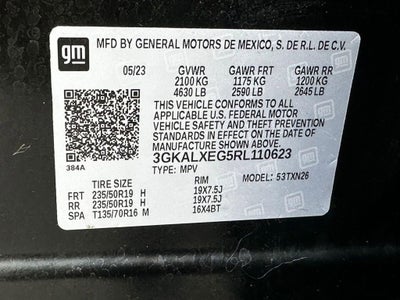 gm
MFD BY GENERAL MOTORS DE MEXICO, S. DE R.L. DE C.V.
05/23 GVWR GAWR FRT GAWR RR
2100 KG 1175 KG 1200 KG
4630 LB 2590 LB 2645 LB
THIS VEHICLE CONFORMS TO ALL
APPLICABLE U.S. FEDERAL MOTOR
VEHICLE SAFETY AND THEFT PREVENTION
STANDARDS IN EFFECT ON THE DATE OF
MANUFACTURE SHOWN ABOVE.
3GKALXEG5RL110623
384A
TYPE: MPV MODEL: 53TXN26
TIRE SIZE RIM
FRT 235/50R19 H 19X7.5J
RR 235/50R19 H 19X7.5J
SPA T135/70R16 M 16X4BT